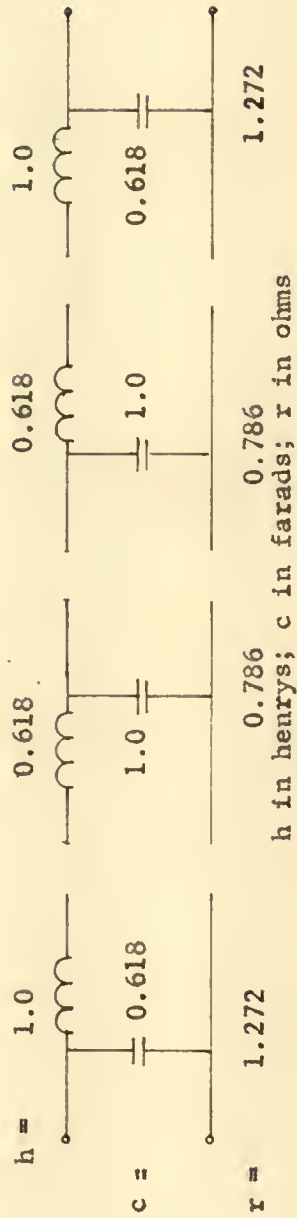 h = 1.0 0.618 0.618 1.0
c = 0.618 1.0 1.0 0.618
r = 1.272 0.786 0.786 1.272
h in henrys; c in farads; r in ohms